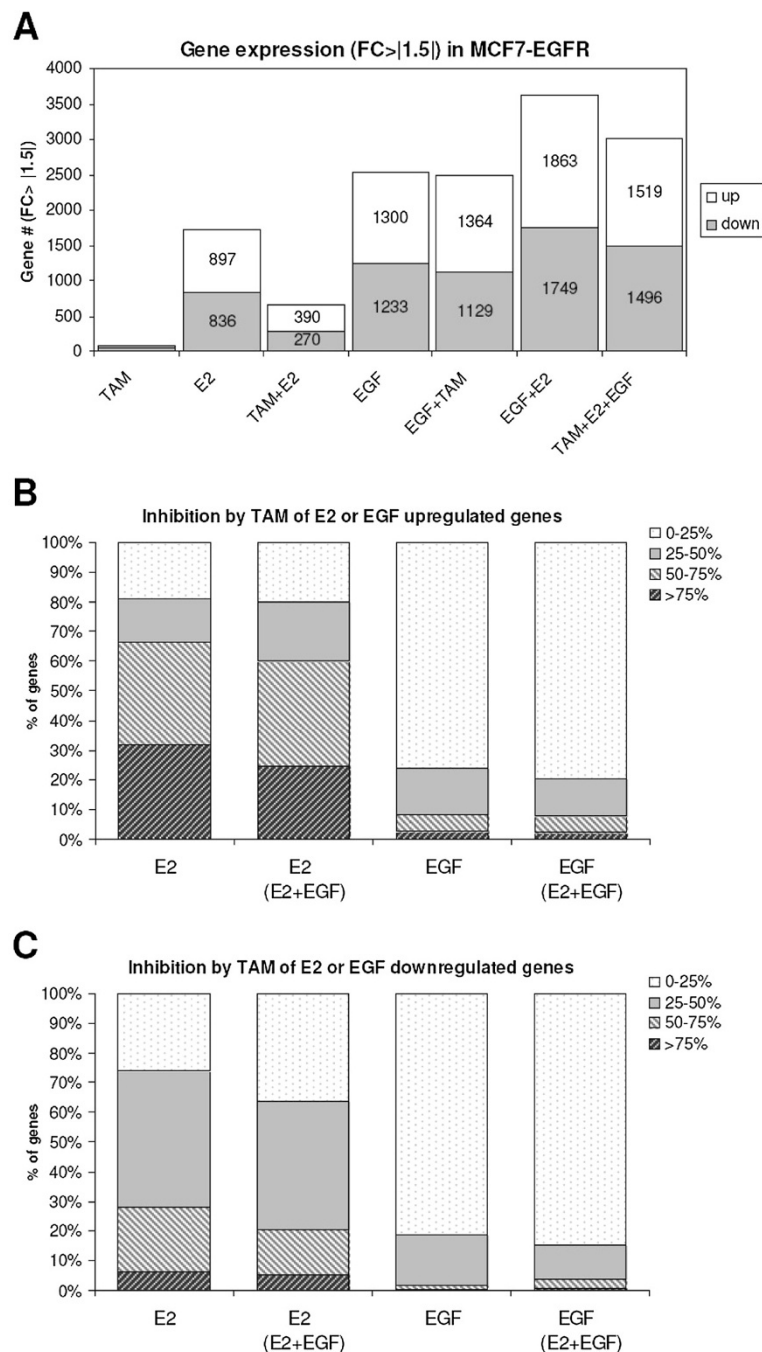 A
Gene expression (FC>|1.5|) in MCF7-EGFR
Gene # (FC> |1.5|)
4000
3500
3000
2500
2000
1500
1000
500
0
897
836
390
270
1300
1233
1364
1129
1863
1749
1519
1496
up
down
TAM
E2
TAM+E2
EGF
EGF+TAM
EGF+E2
TAM+E2+EGF
B
Inhibition by TAM of E2 or EGF upregulated genes
% of genes
100%
90%
80%
70%
60%
50%
40%
30%
20%
10%
0%
0-25%
25-50%
50-75%
>75%
E2
E2
(E2+EGF)
EGF
EGF
(E2+EGF)
C
Inhibition by TAM of E2 or EGF downregulated genes
% of genes
100%
90%
80%
70%
60%
50%
40%
30%
20%
10%
0%
0-25%
25-50%
50-75%
>75%
E2
E2
(E2+EGF)
EGF
EGF
(E2+EGF)